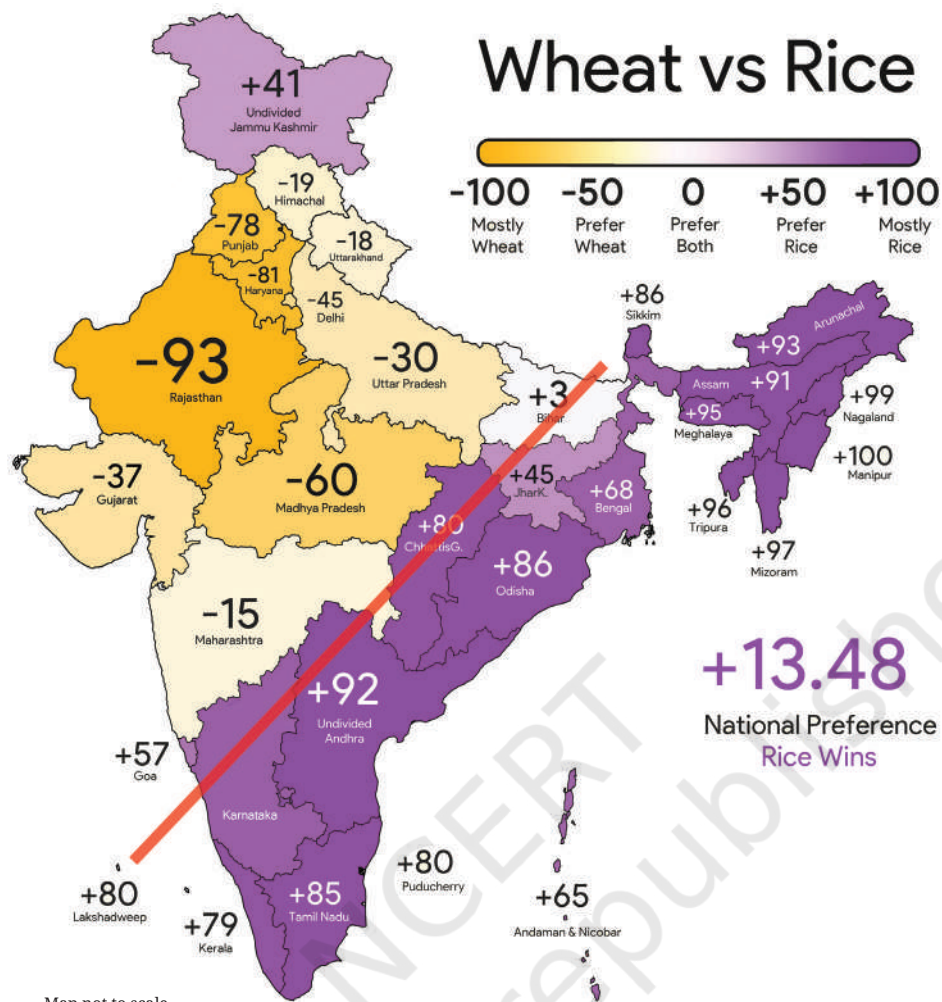 Wheat vs Rice
-100
Mostly
Wheat
-50
Prefer
Wheat
0
Prefer
Both
+50
Prefer
Rice
+100
Mostly
Rice
+41
Undivided
Jammu Kashmir
-19
Himachal
-78
Punjab
-18
Uttarakhand
-81
Haryana
-45
Delhi
-93
Rajasthan
-30
Uttar Pradesh
+3
Bihar
+86
Sikkim
Arunachal
+93
Assam
+91
+95
Meghalaya
+99
Nagaland
+100
Manipur
+96
Tripura
+97
Mizoram
-37
Gujarat
-60
Madhya Pradesh
+45
JharK.
+68
Bengal
+80
ChhattisG.
+86
Odisha
-15
Maharashtra
+92
Undivided
Andhra
+57
Goa
Karnataka
+80
Lakshadweep
+79
Kerala
+85
Tamil Nadu
+80
Puducherry
+65
Andaman & Nicobar
+13.48
National Preference
Rice Wins
NCERT
republishe